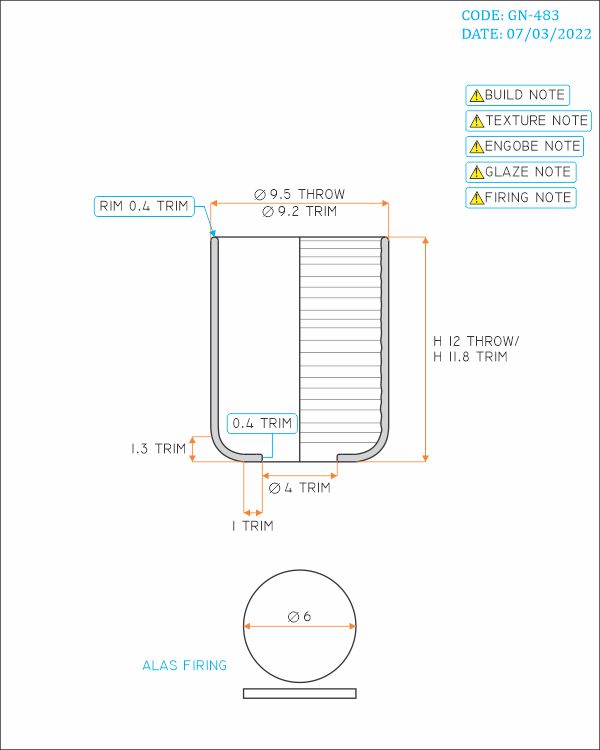 CODE: GN-483
DATE: 07/03/2022
BUILD NOTE
TEXTURE NOTE
ENGOBE NOTE
GLAZE NOTE
FIRING NOTE
Ø 9.5 THROW
Ø 9.2 TRIM
RIM 0.4 TRIM
H 12 THROW/
H 11.8 TRIM
0.4 TRIM
1.3 TRIM
Ø 4 TRIM
1 TRIM
Ø 6
ALAS FIRING